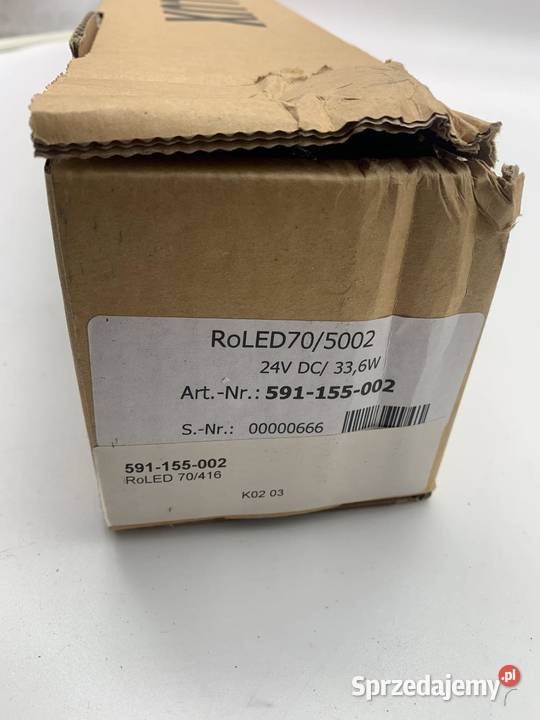 RoLED70/5002
24V DC/ 33,6W
Art.-Nr.: 591-155-002
S.-Nr.: 00000666
591-155-002
RoLED 70/416
K02 03
Sprzedajemy.pl